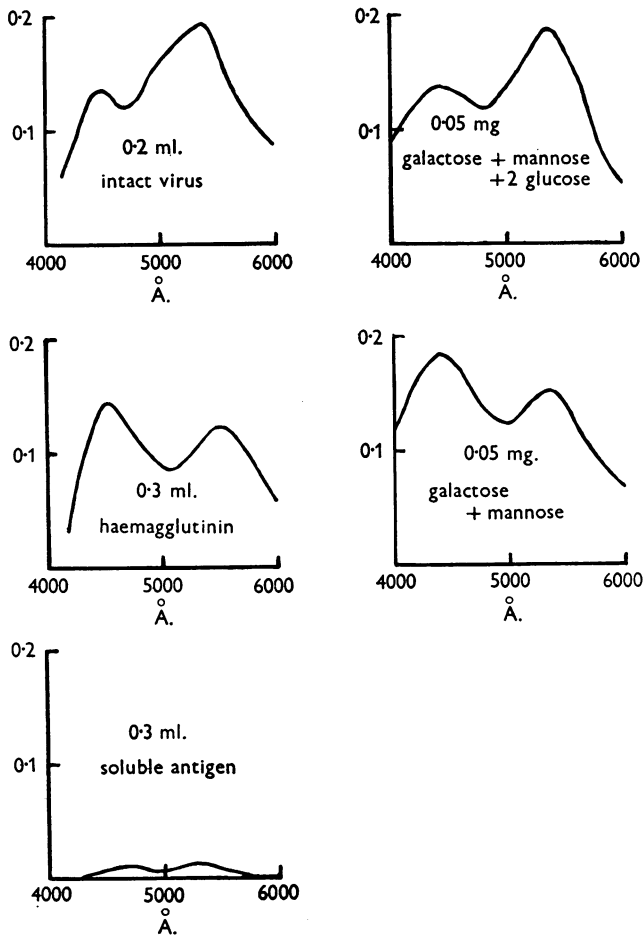 0·2
0·1
0·2 ml.
intact virus
4000 5000 6000
Å.
0·2
0·1
0·05 mg
galactose + mannose
+2 glucose
4000 5000 6000
Å.
0·2
0·1
0·3 ml.
haemagglutinin
4000 5000 6000
Å.
0·2
0·1
0·05 mg.
galactose
+ mannose
4000 5000 6000
Å.
0·2
0·1
0·3 ml.
soluble antigen
4000 5000 6000
Å.